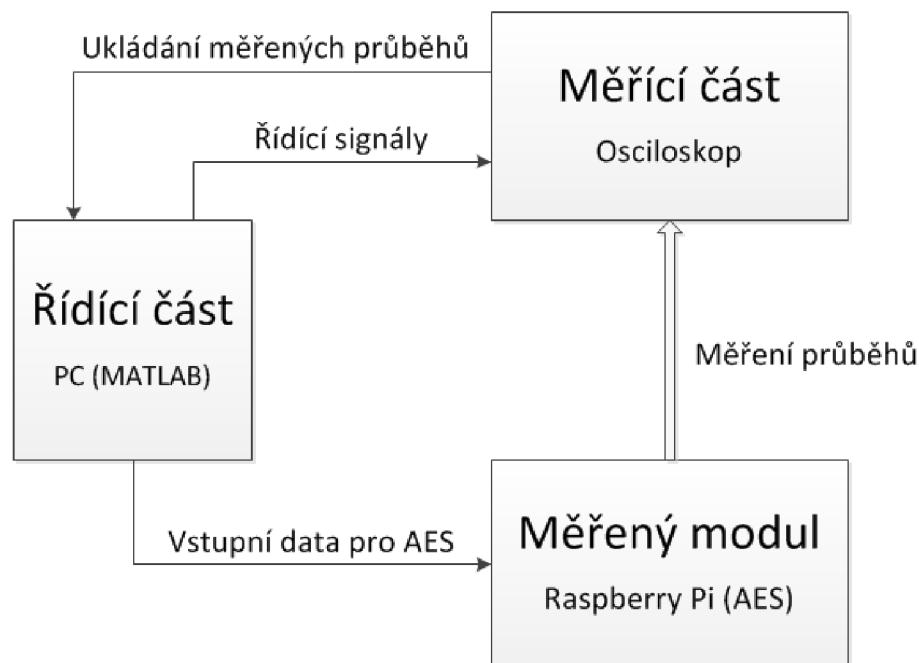 Ukládání měřených průběhů
Měřící část
Osciloskop
Řídící signály
Řídící část
PC (MATLAB)
Měření průběhů
Vstupní data pro AES
Měřený modul
Raspberry Pi (AES)